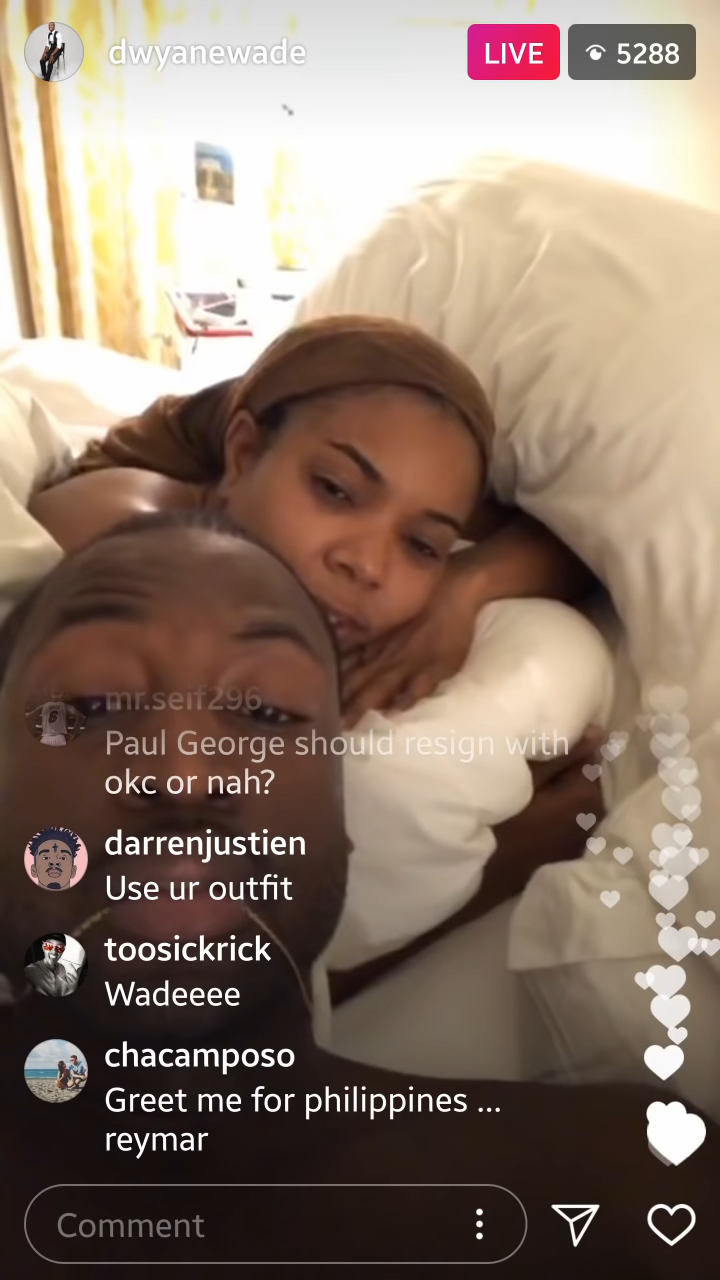 dwyanewade
LIVE
5288
mr.seif296
Paul George should resign with
okc or nah?
darrenjustien
Use ur outfit
toosickrick
Wadeeee
chacamposo
Greet me for philippines ...
reymar
Comment